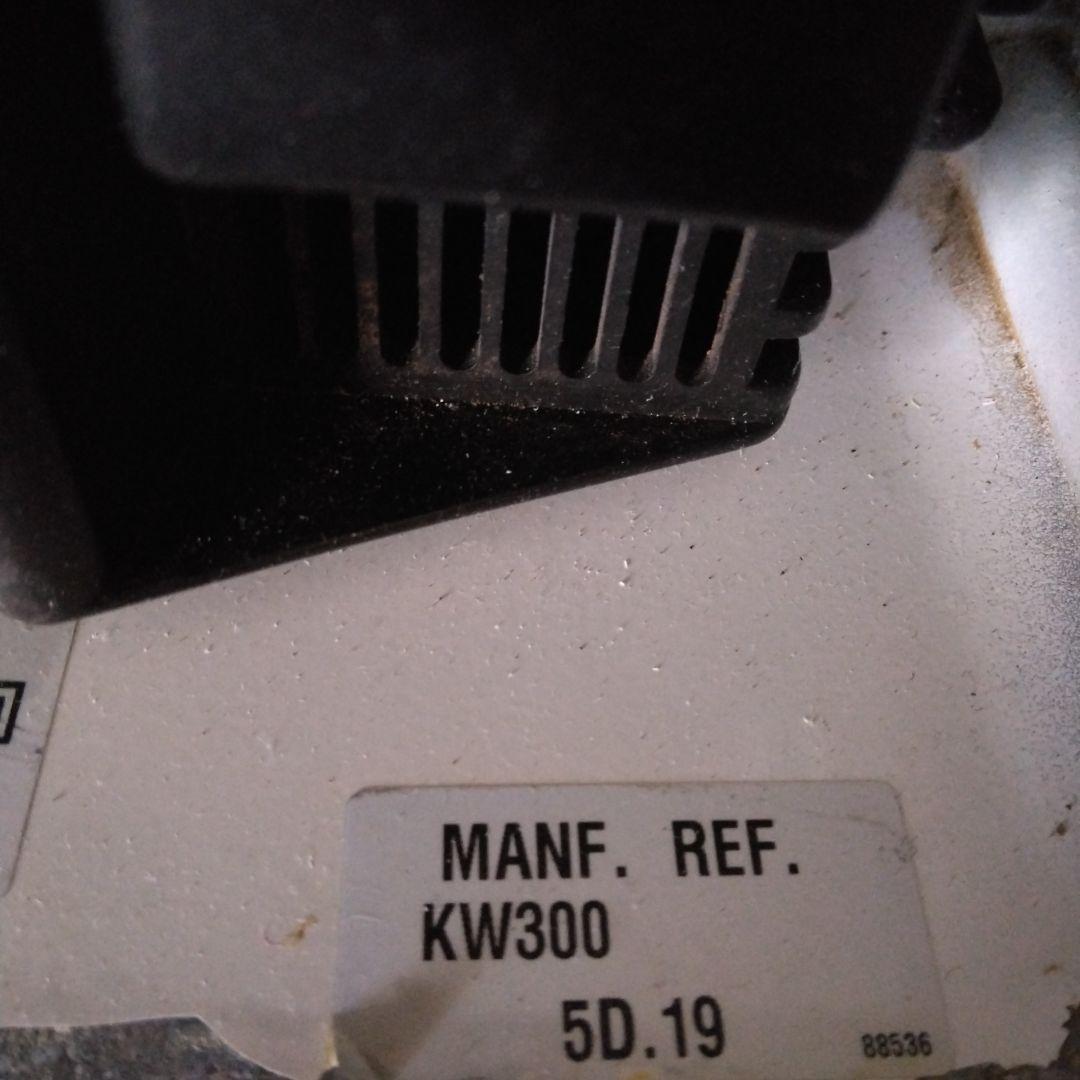 MANF. REF.
KW300
5D.19
88536